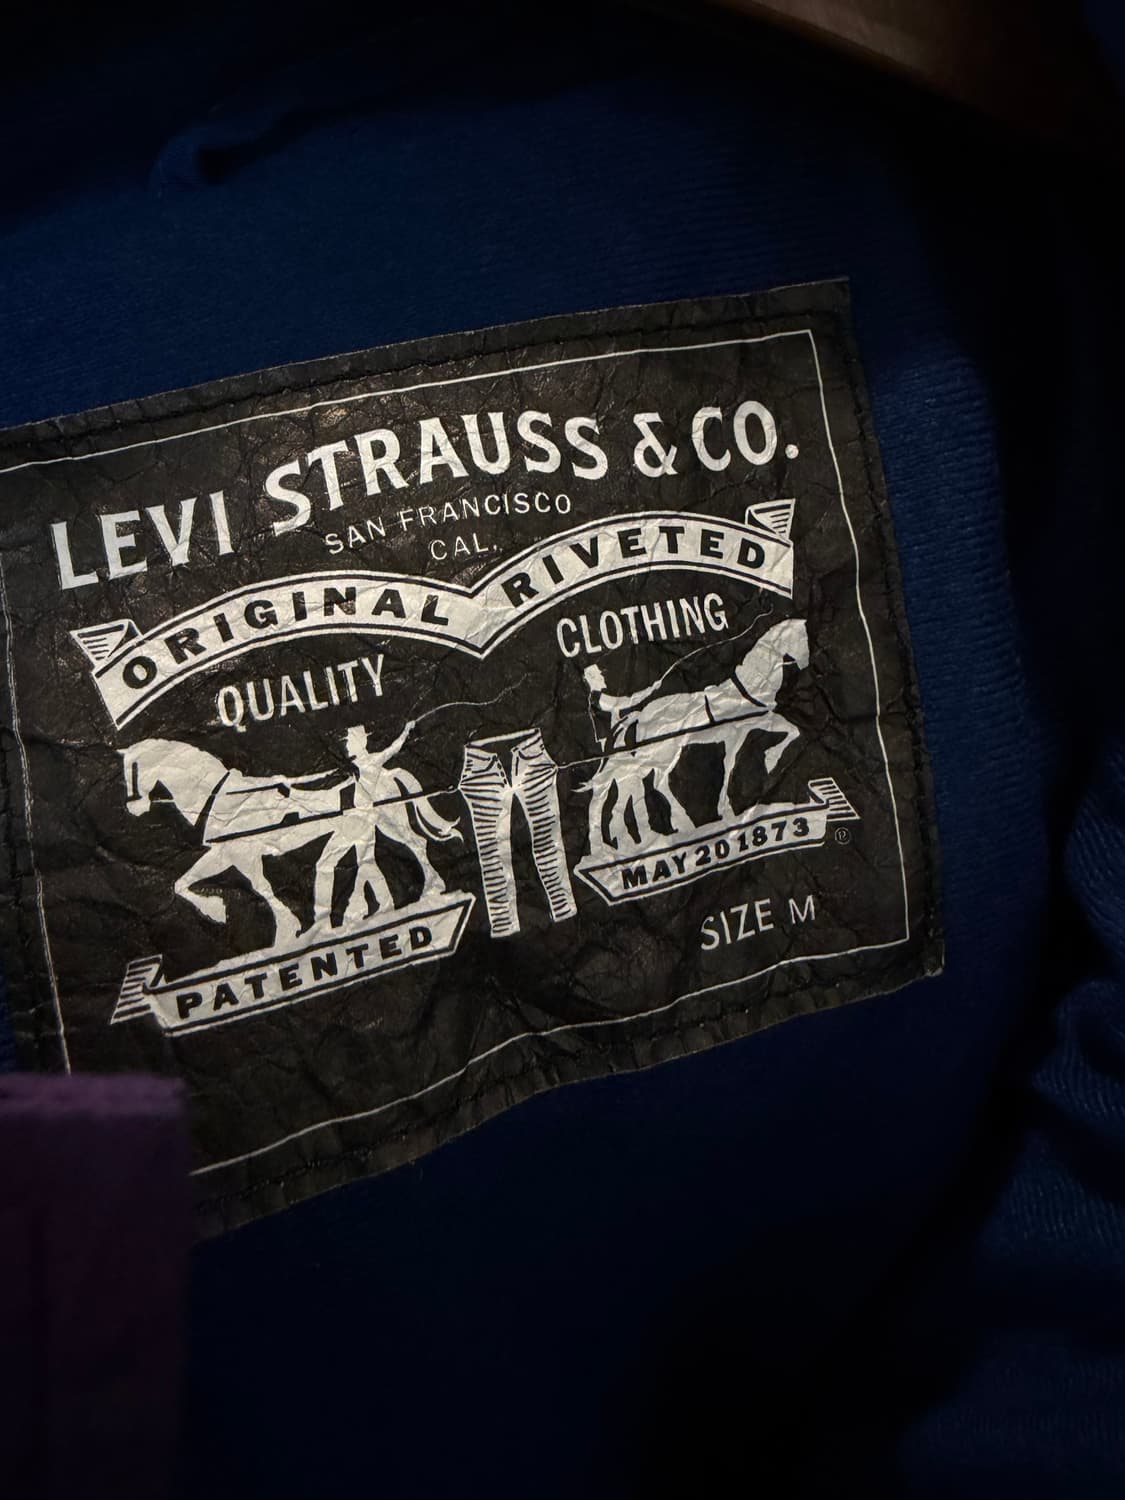 LEVI STRAUSS & CO.
SAN FRANCISCO
CAL.
ORIGINAL RIVETED
QUALITY CLOTHING
MAY 20 1873
PATENTED
SIZE M